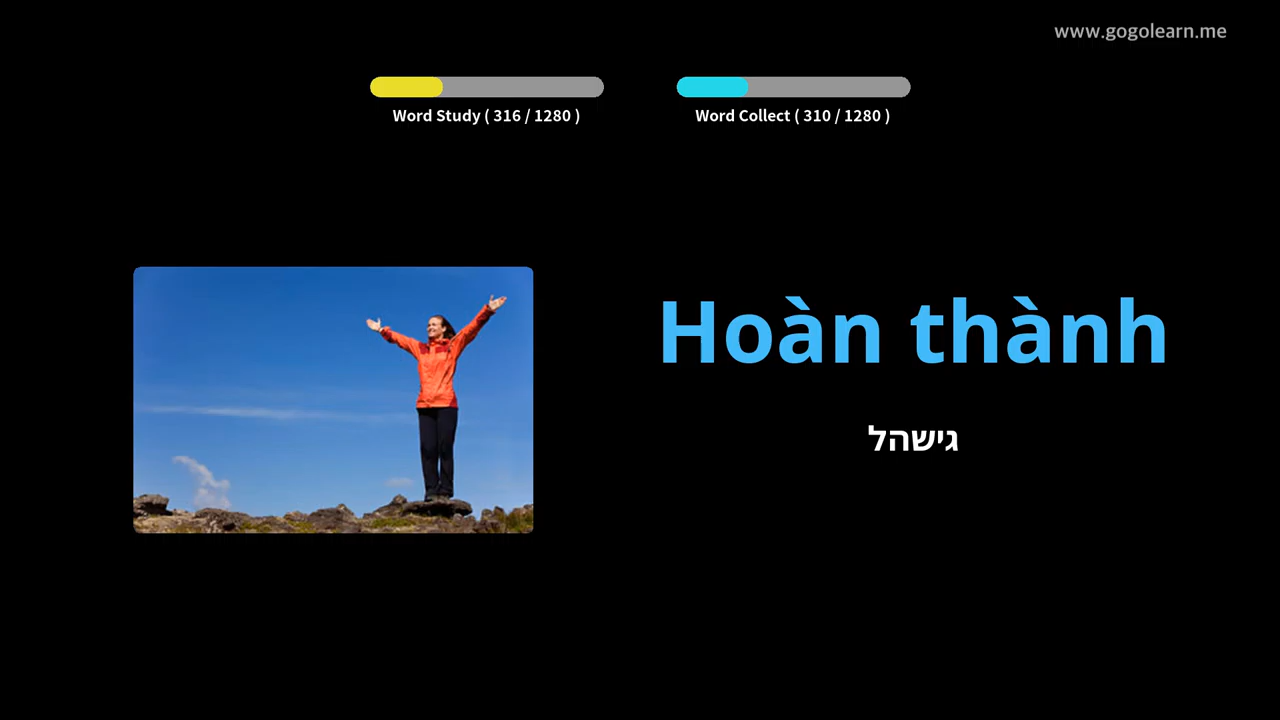 www.gogolearn.me
Word Study ( 316 / 1280 )
Word Collect ( 310 / 1280 )
Hoàn thành
גישהל